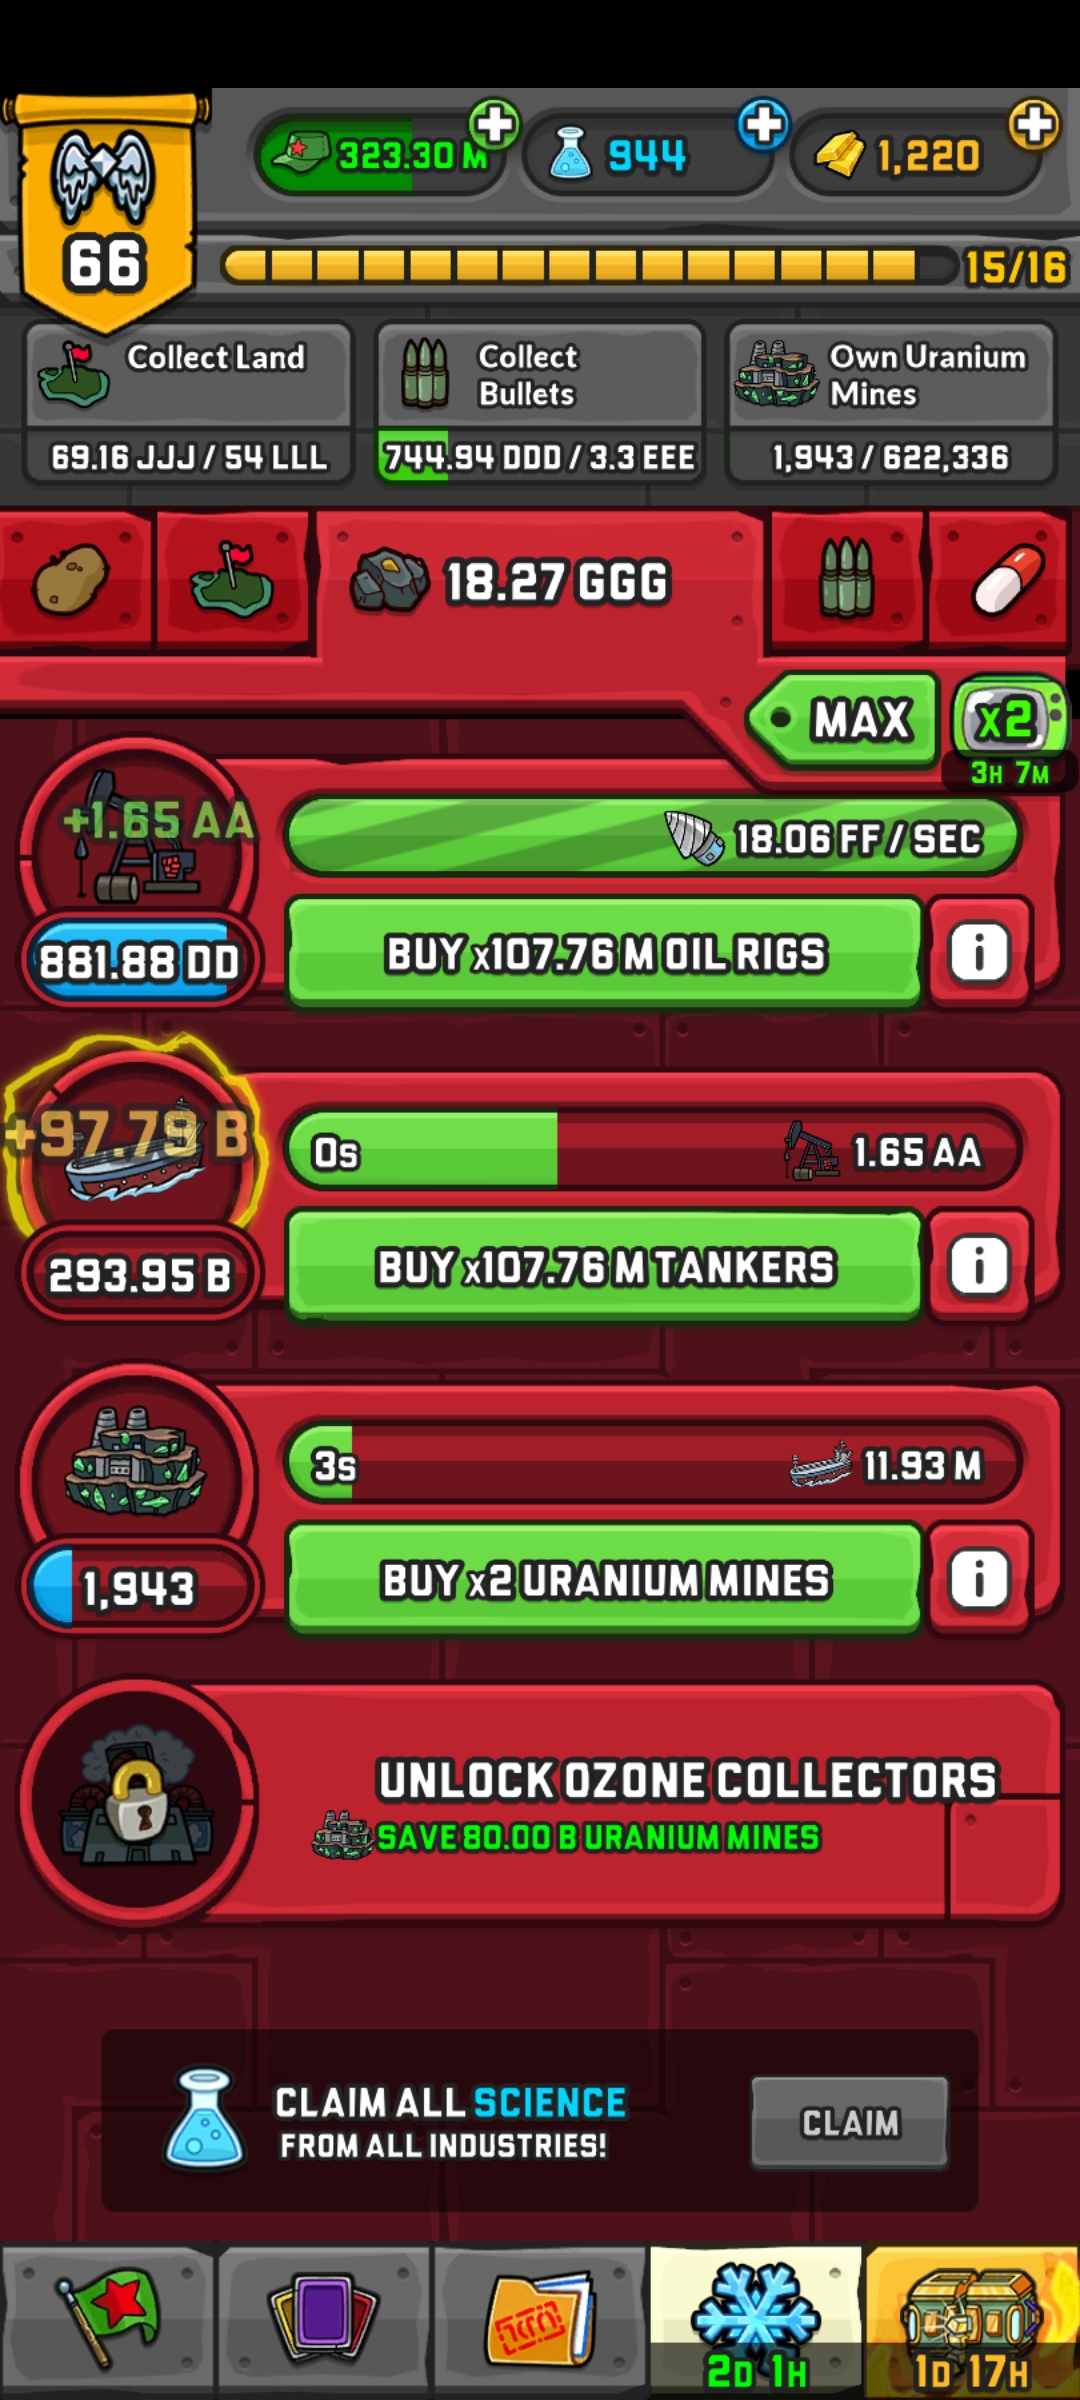 323.30 M
944
1,220
66
15/16
Collect Land
69.16 JJJ / 54 LLL
Collect
Bullets
744.94 DDD / 3.3 EEE
Own Uranium
Mines
1,943 / 622,336
18.27 GGG
MAX
x2
3H 7M
+1.65 AA
18.06 FF / SEC
881.88 DD
BUY x107.76 M OIL RIGS
i
+97.79 B
0s
1.65 AA
293.95 B
BUY x107.76 M TANKERS
i
3s
11.93 M
1,943
BUY x2 URANIUM MINES
i
UNLOCK OZONE COLLECTORS
SAVE 80.00 B URANIUM MINES
CLAIM ALL SCIENCE
FROM ALL INDUSTRIES!
CLAIM
2D 1H
1D 17H